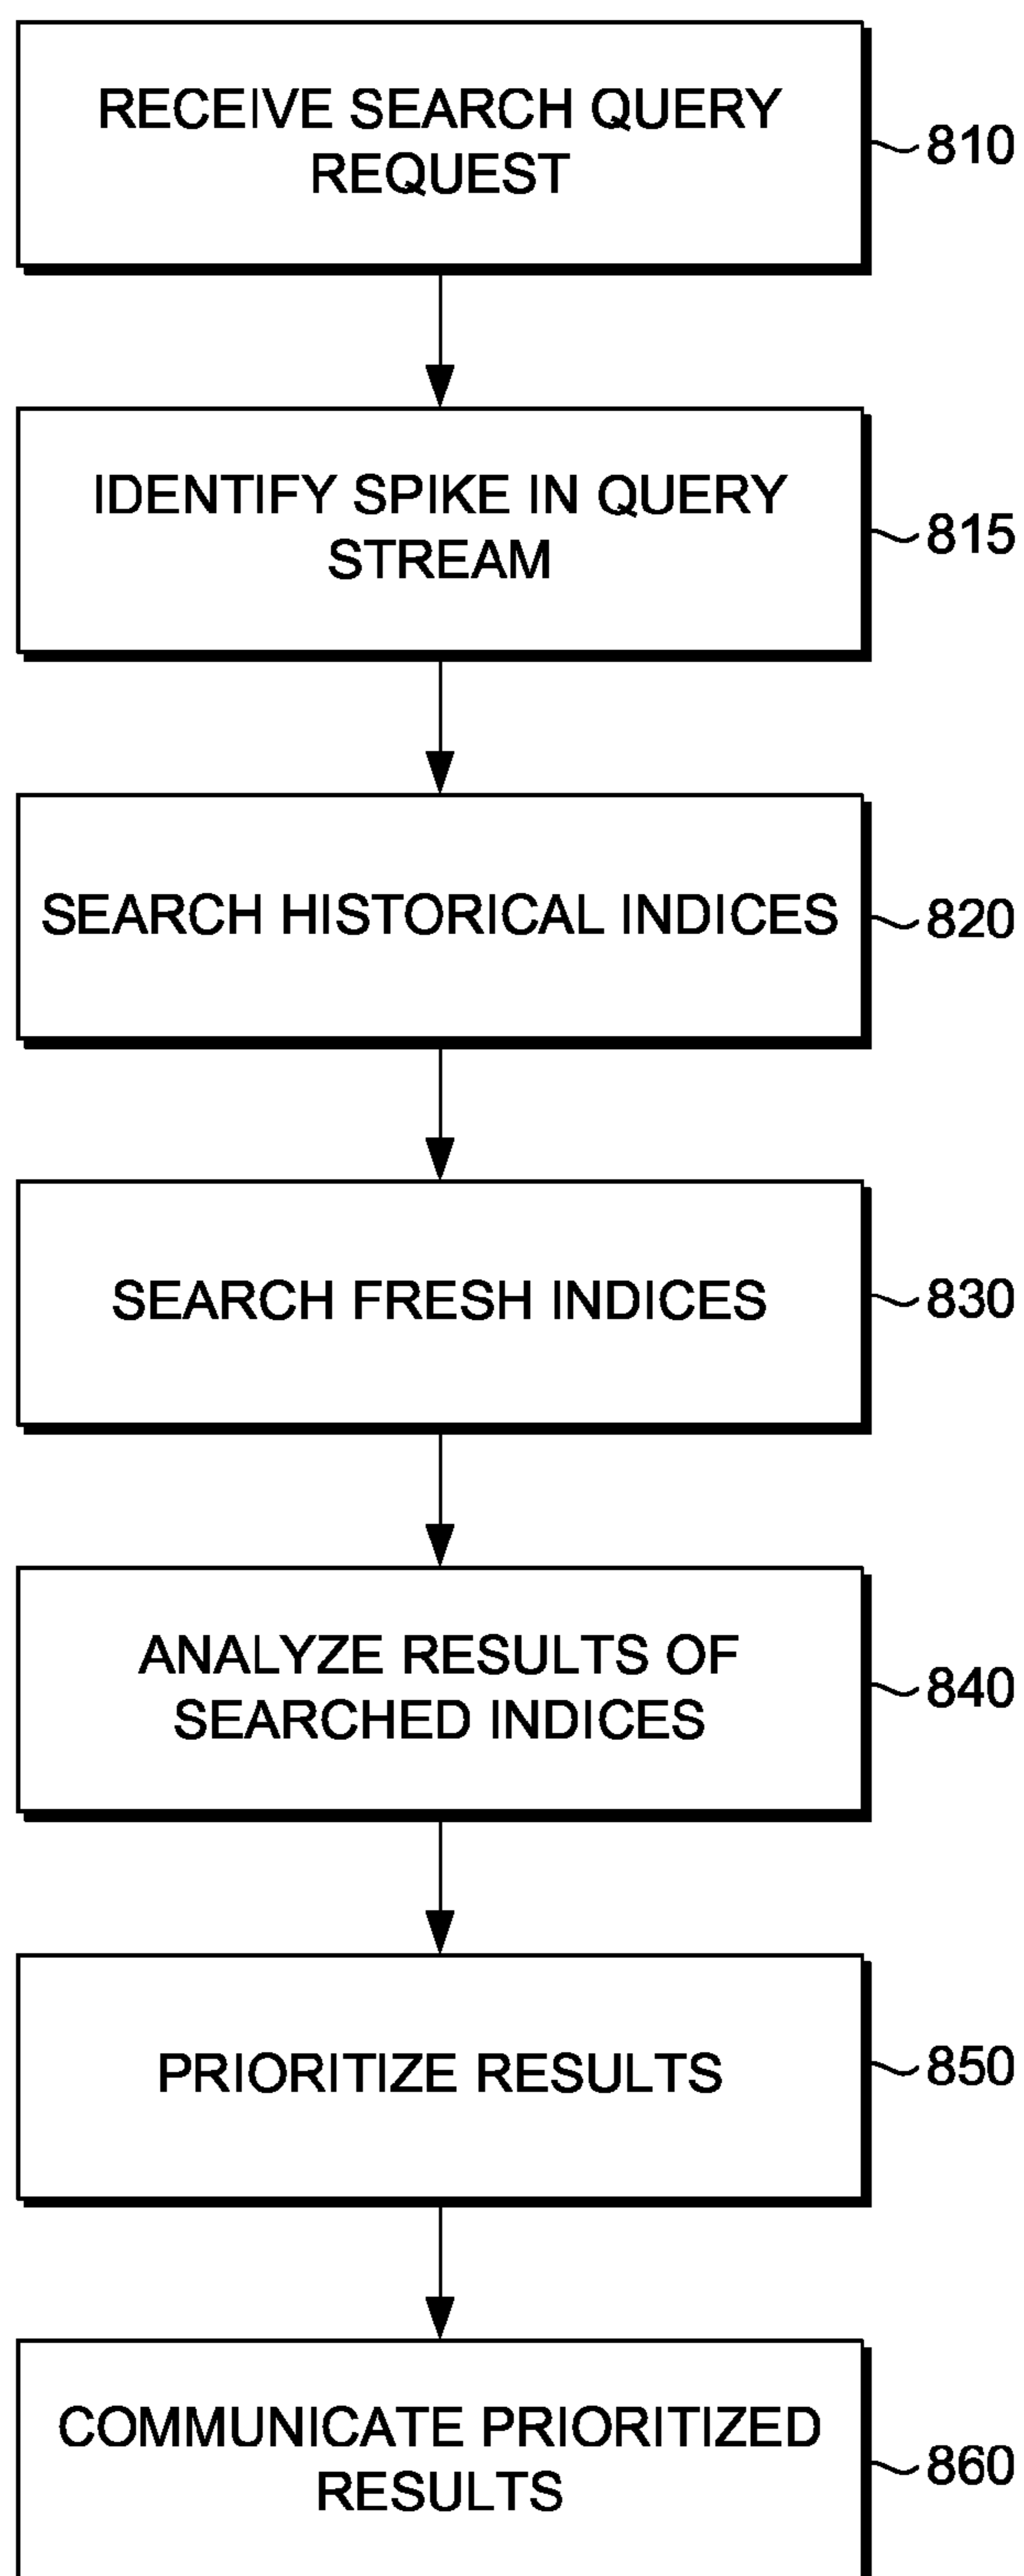 RECEIVE SEARCH QUERY
REQUEST
810
IDENTIFY SPIKE IN QUERY
STREAM
815
SEARCH HISTORICAL INDICES
820
SEARCH FRESH INDICES
830
ANALYZE RESULTS OF
SEARCHED INDICES
840
PRIORITIZE RESULTS
850
COMMUNICATE PRIORITIZED
RESULTS
860